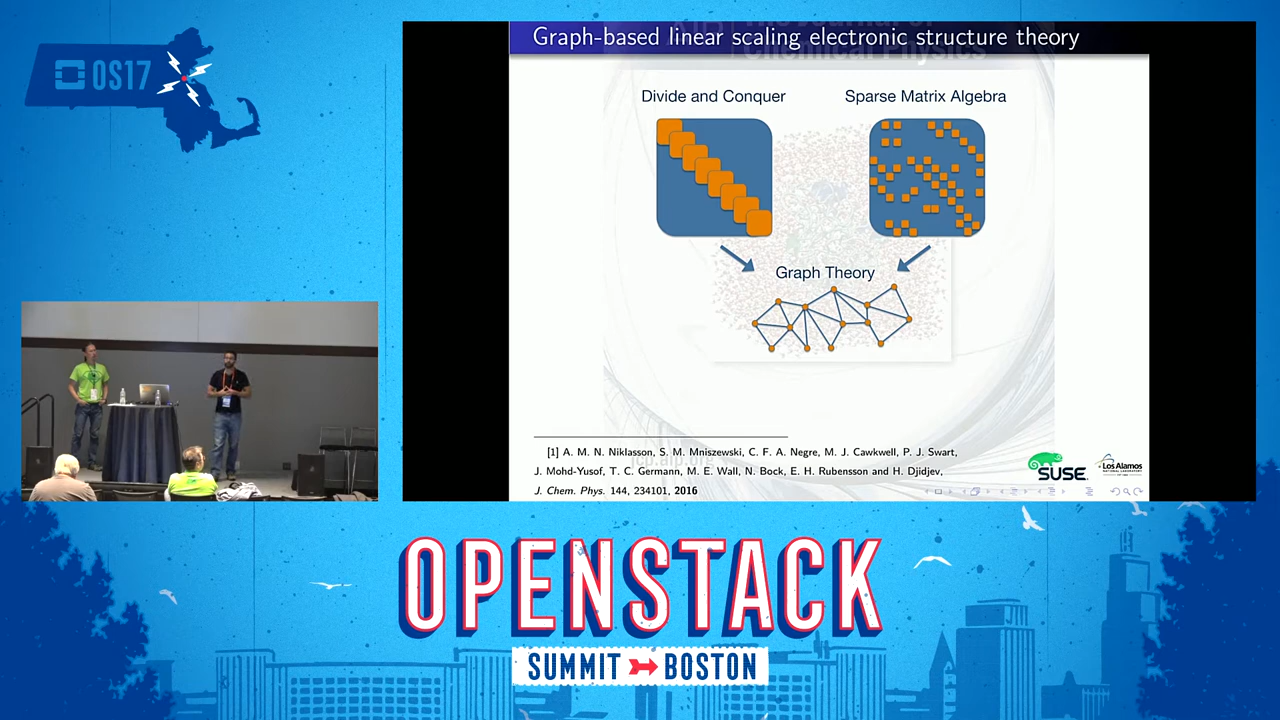 OS17
Graph-based linear scaling electronic structure theory
Divide and Conquer
Sparse Matrix Algebra
Graph Theory
[1] A. M. N. Niklasson, S. M. Mniszewski, C. F. A. Negre, M. J. Cawkwell, P. J. Swart,
J. Mohd-Yusof, T. C. Germann, M. E. Wall, N. Bock, E. H. Rubensson and H. Djidjev,
J. Chem. Phys. 144, 234101, 2016
SUSE
Los Alamos
NATIONAL LABORATORY
OPENSTACK
SUMMIT BOSTON